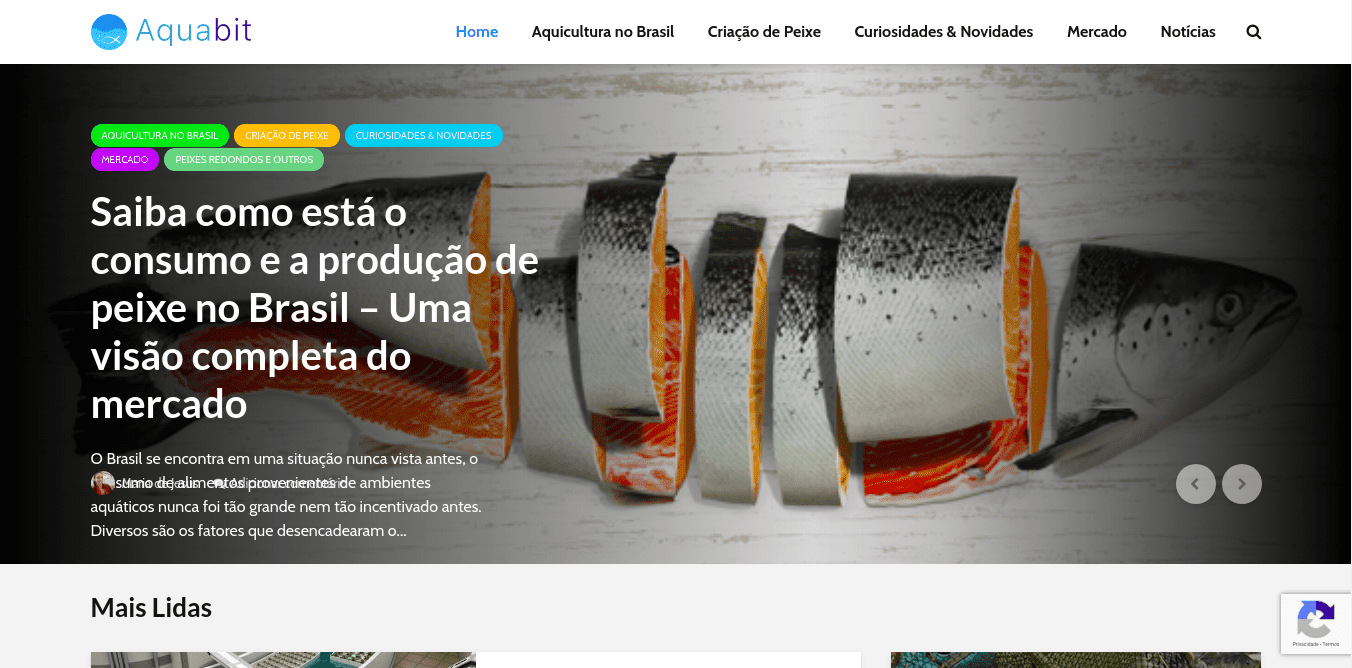 Aquabit
Home
Aquicultura no Brasil
Criação de Peixe
Curiosidades & Novidades
Mercado
Notícias
AQUICULTURA NO BRASIL
CRIAÇÃO DE PEIXE
CURIOSIDADES & NOVIDADES
MERCADO
PEIXES REDONDOS E OUTROS
Saiba como está o
consumo e a produção de
peixe no Brasil – Uma
visão completa do
mercado
O Brasil se encontra em uma situação nunca vista antes, o
de alimentos provenientes de ambientes
aquáticos nunca foi tão grande nem tão incentivado antes.
Diversos são os fatores que desencadearam o...
Mais Lidas
Privacidade - Termos